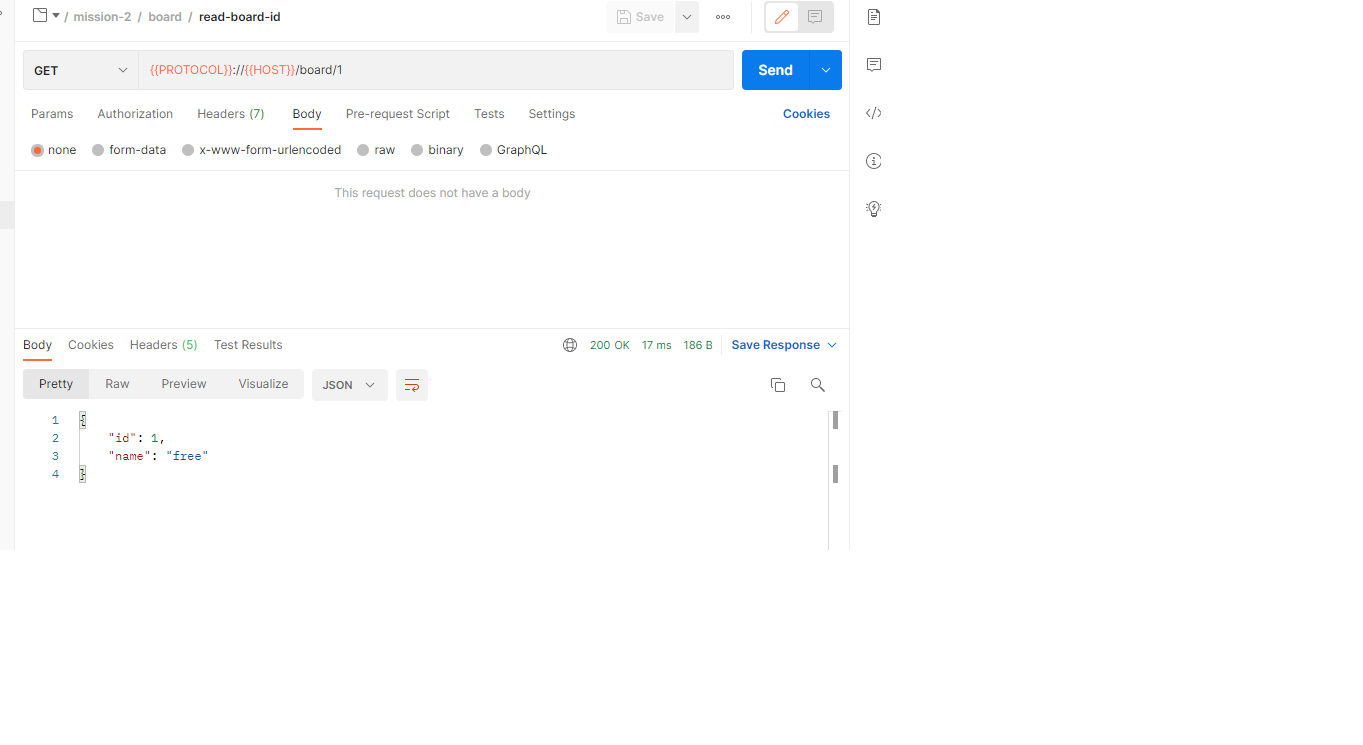 / mission-2 / board / read-board-id
Save
GET
{{PROTOCOL}}://{{HOST}}/board/1
Send
Params Authorization Headers (7) Body Pre-request Script Tests Settings Cookies
none form-data x-www-form-urlencoded raw binary GraphQL
This request does not have a body
Body Cookies Headers (5) Test Results 200 OK 17 ms 186 B Save Response
Pretty Raw Preview Visualize JSON
1 {
2 "id": 1,
3 "name": "free"
4 }